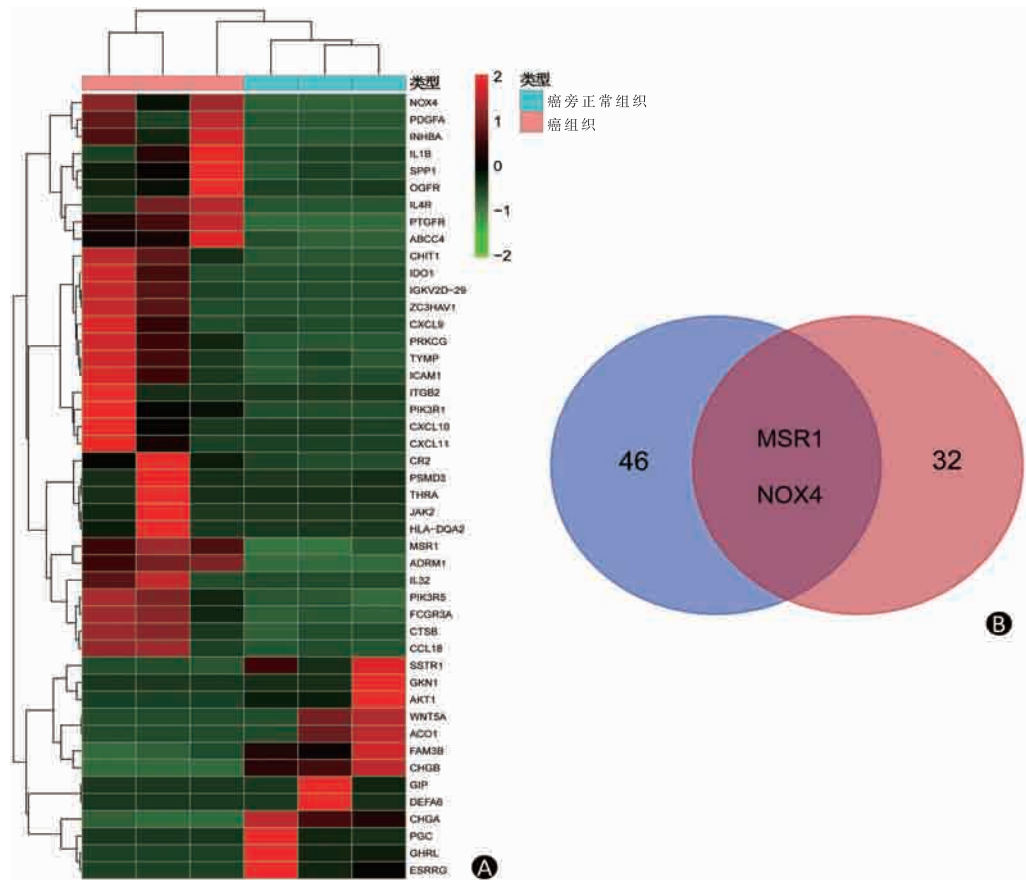 类型
NOX4
PDGFA
INHBA
IL1B
SPP1
OGFR
IL4R
PTGFR
ABCC4
CHIT1
IDO1
IGKV2D-29
ZC3HAV1
CXCL9
PRKCG
TYMP
ICAM1
ITGB2
PIK3R1
CXCL10
CXCL11
CR2
PSMD3
THRA
JAK2
HLA-DQA2
MSR1
ADRM1
IL32
PIK3R5
FCGR3A
CTSB
CCL18
SSTR1
GKN1
AKT1
WNT5A
ACO1
FAM3B
CHGB
GIP
DEFA6
CHGA
PGC
GHRL
ESRRG
2
1
0
-1
-2
类型
癌旁正常组织
癌组织
A
46
MSR1
NOX4
32
B